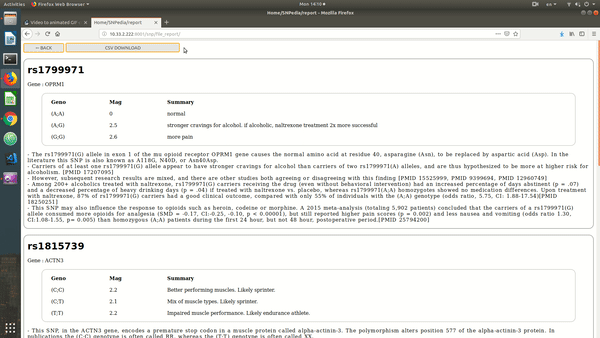 Activities Firefox Web Browser Mon 14:10 en
Home/SNPedia/report - Mozilla Firefox
Video to animated GIF Home/SNPedia/report
10.33.2.222:8001/snp/file_report/
<-- BACK CSV DOWNLOAD
rs1799971
Gene : OPRM1
Geno Mag Summary
(A;A) 0 normal
(A;G) 2.5 stronger cravings for alcohol. if alcoholic, naltrexone treatment 2x more successful
(G;G) 2.6 more pain
- The rs1799971(G) allele in exon 1 of the mu opioid receptor OPRM1 gene causes the normal amino acid at residue 40, asparagine (Asn), to be replaced by aspartic acid (Asp). In the
literature this SNP is also known as A118G, N40D, or Asn40Asp.
- Carriers of at least one rs1799971(G) allele appear to have stronger cravings for alcohol than carriers of two rs1799971(A) alleles, and are thus hypothesized to be more at higher risk for
alcoholism. [PMID 17207095]
- However, subsequent research results are mixed, and there are other studies both agreeing or disagreeing with this finding [PMID 15525999, PMID 9399694, PMID 12960749]
- Among 200+ alcoholics treated with naltrexone, rs1799971(G) carriers receiving the drug (even without behavioral intervention) had an increased percentage of days abstinent (p = .07)
and a decreased percentage of heavy drinking days (p = .04) if treated with naltrexone vs. placebo, whereas rs1799971(A;A) homozygotes showed no medication differences. Upon treatment
with naltrexone, 87% of rs1799971(G) carriers had a good clinical outcome, compared with only 55% of individuals with the (A;A) genotype (odds ratio, 5.75, CI: 1.88-17.54)[PMID
18250251]
- This SNP may also influence the response to opioids such as heroin, codeine or morphine. A 2015 meta-analysis (totaling 5,902 patients) concluded that the carriers of a rs1799971(G)
allele consumed more opioids for analgesia (SMD = -0.17, CI:-0.25, -0.10, p < 0.00001), but still reported higher pain scores (p = 0.002) and less nausea and vomiting (odds ratio 1.30,
CI:1.08-1.55, p= 0.005) than homozygous (A;A) patients during the first 24 hour, but not 48 hour, postoperative period.[PMID 25794200]
rs1815739
Gene : ACTN3
Geno Mag Summary
(C;C) 2.2 Better performing muscles. Likely sprinter.
(C;T) 2.1 Mix of muscle types. Likely sprinter.
(T;T) 2.2 Impaired muscle performance. Likely endurance athlete.
- This SNP, in the ACTN3 gene, encodes a premature stop codon in a muscle protein called alpha-actinin-3. The polymorphism alters position 577 of the alpha-actinin-3 protein. In
publications the (C;C) genotype is often called RR, whereas the (T;T) genotype is often called XX.